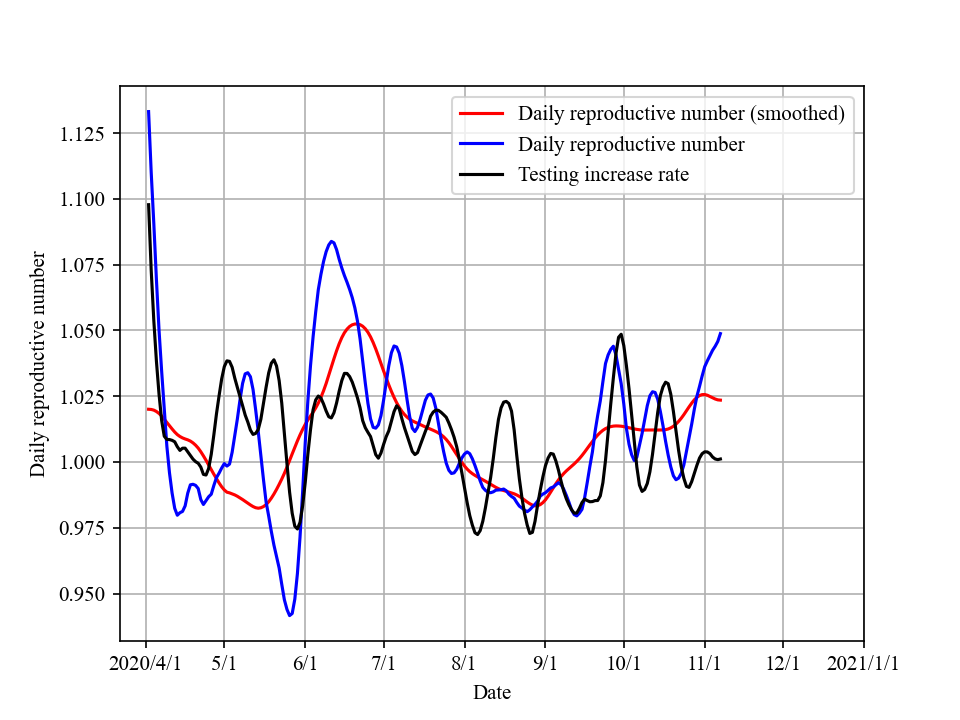 Daily reproductive number (smoothed)
Daily reproductive number
Testing increase rate
1.125
1.100
1.075
1.050
1.025
1.000
0.975
0.950
Daily reproductive number
2020/4/1 5/1 6/1 7/1 8/1 9/1 10/1 11/1 12/1 2021/1/1
Date